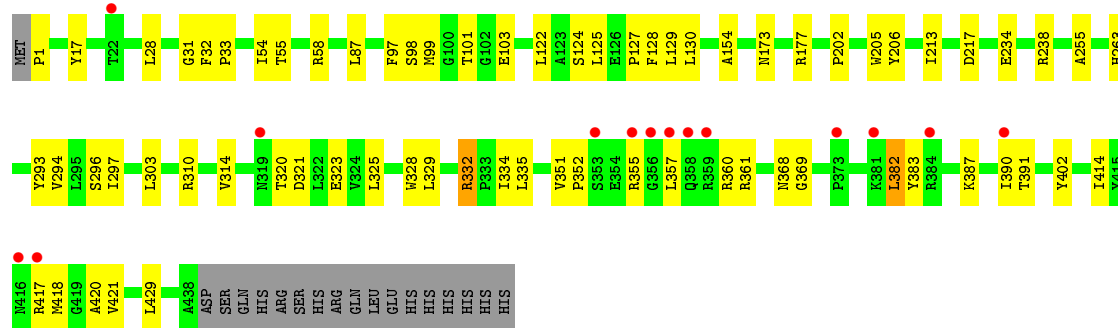 MET P1 Y17 T22 L28 G31 F32 P33 I54 T55 R58 L87 F97 S98 M99 G100 T101 G102 E103 L122 A123 S124 L125 E126 P127 F128 L129 L130 A154 N173 R177 P202 W205 Y206 I213 D217 E234 R238 A255 H263
Y293 V294 L295 S296 I297 L303 R310 V314 N319 T320 D321 L322 E323 V324 L325 W328 L329 R332 P333 I334 L335 V351 P352 S353 E354 R355 G356 L357 Q358 R359 R360 R361 N368 G369 P373 K381 L382 Y383 R384 K387 I390 T391 Y402 I414 Y415
N416 R417 M418 G419 A420 V421 L429 A438 ASP SER GLN HIS ARG SER HIS ARG GLN LEU GLU HIS HIS HIS HIS HIS HIS